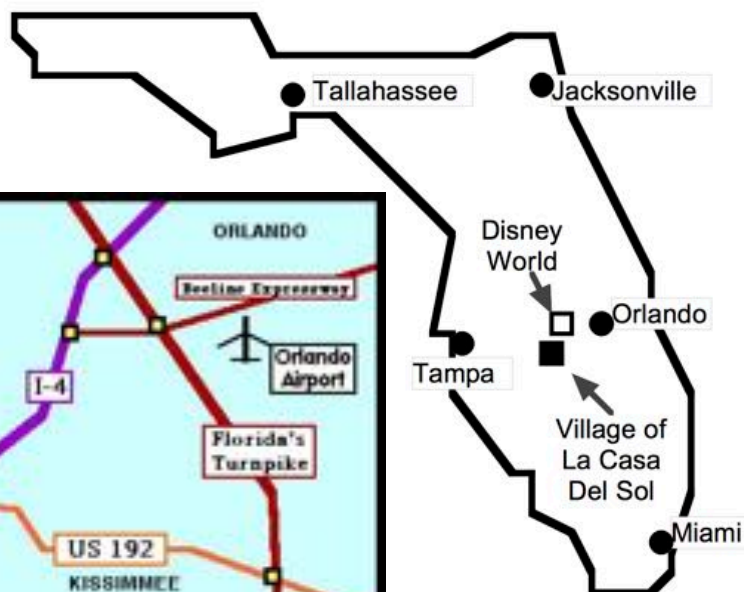 Tallahassee
Jacksonville
Disney
World
Orlando
Tampa
Village of
La Casa
Del Sol
Miami
ORLANDO
Beeline Expressway
Orlando
Airport
I-4
Florida's
Turnpike
US 192
KISSIMMEE